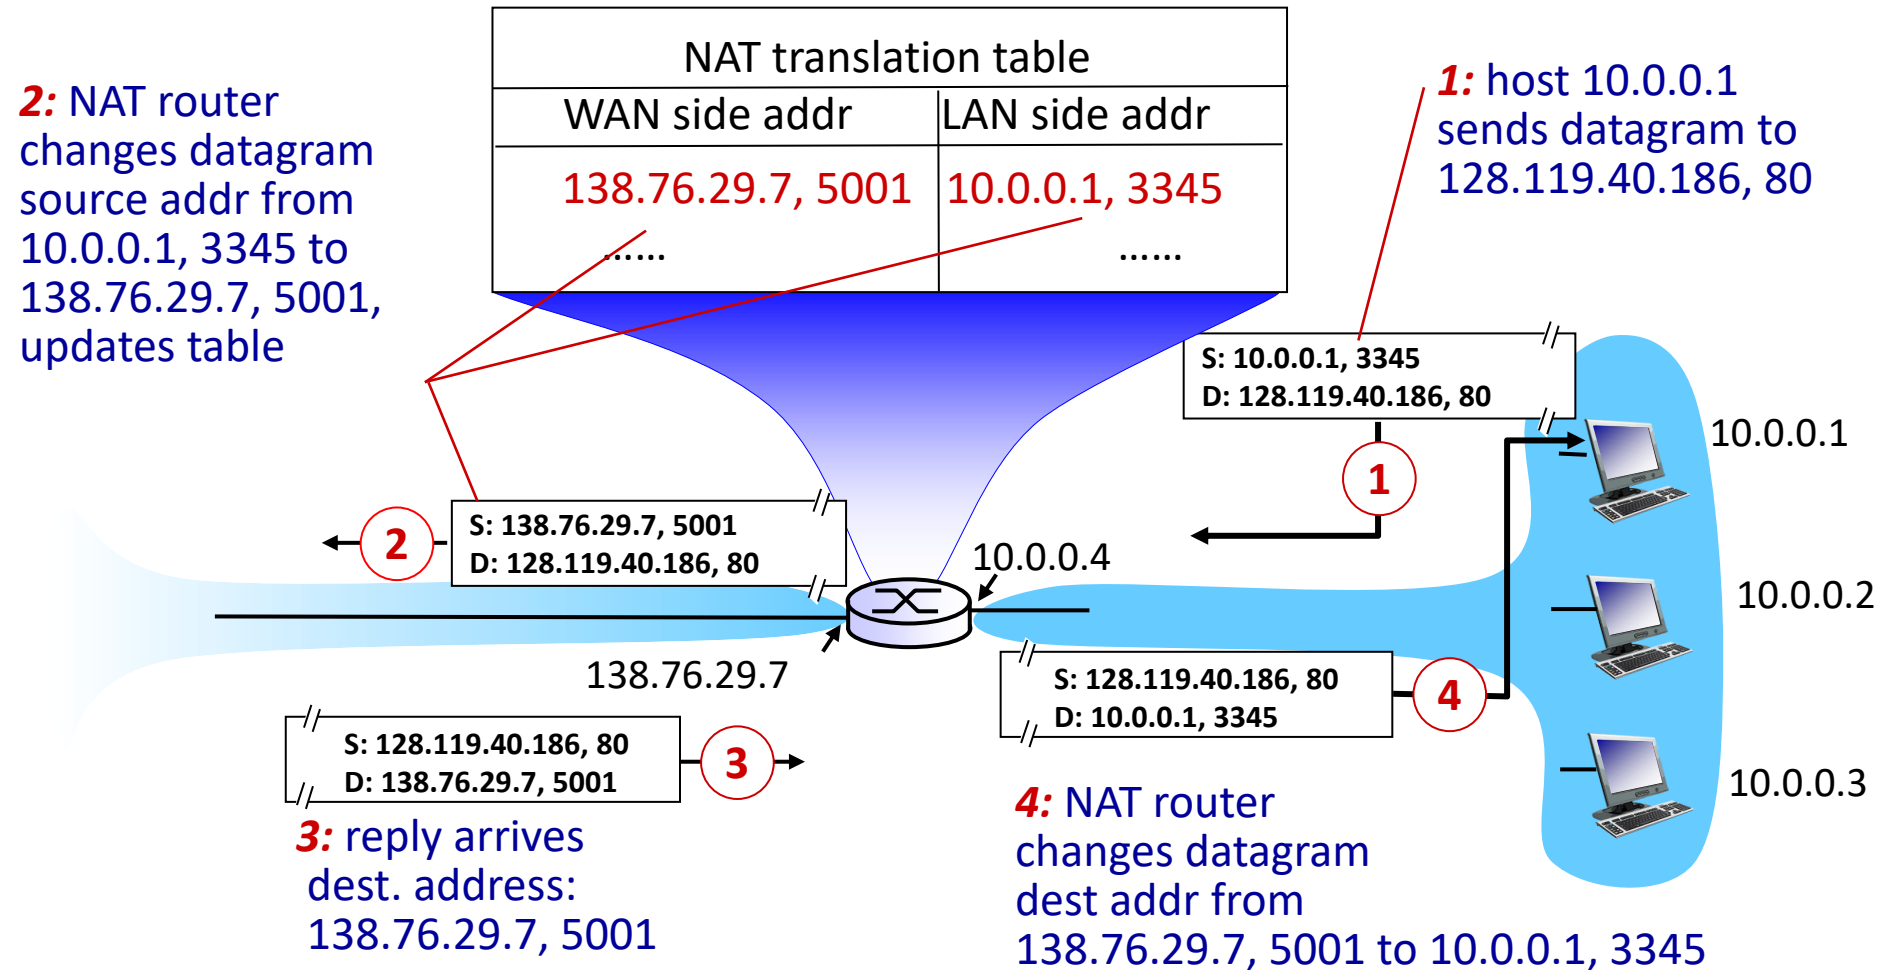 NAT translation table
WAN side addr LAN side addr
138.76.29.7, 5001 10.0.0.1, 3345
...... ......
2: NAT router
changes datagram
source addr from
10.0.0.1, 3345 to
138.76.29.7, 5001,
updates table
1: host 10.0.0.1
sends datagram to
128.119.40.186, 80
S: 10.0.0.1, 3345
D: 128.119.40.186, 80
1
10.0.0.1
S: 138.76.29.7, 5001
D: 128.119.40.186, 80
2
10.0.0.4
10.0.0.2
138.76.29.7
S: 128.119.40.186, 80
D: 10.0.0.1, 3345
4
S: 128.119.40.186, 80
D: 138.76.29.7, 5001
3
10.0.0.3
3: reply arrives
dest. address:
138.76.29.7, 5001
4: NAT router
changes datagram
dest addr from
138.76.29.7, 5001 to 10.0.0.1, 3345